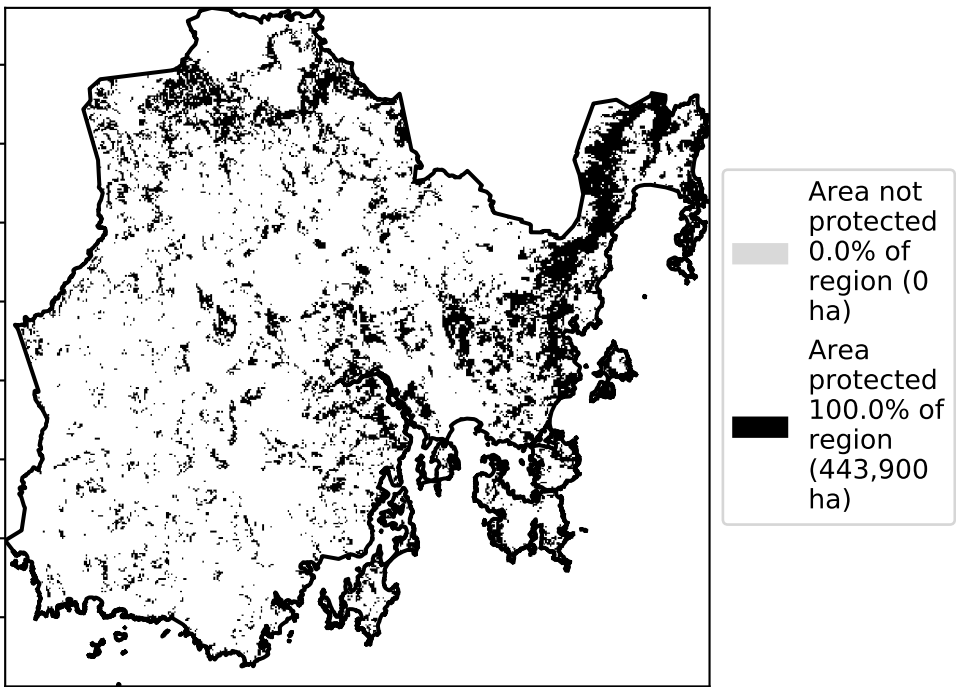 Area not
protected
0.0% of
region (0
ha)
Area
protected
100.0% of
region
(443,900
ha)